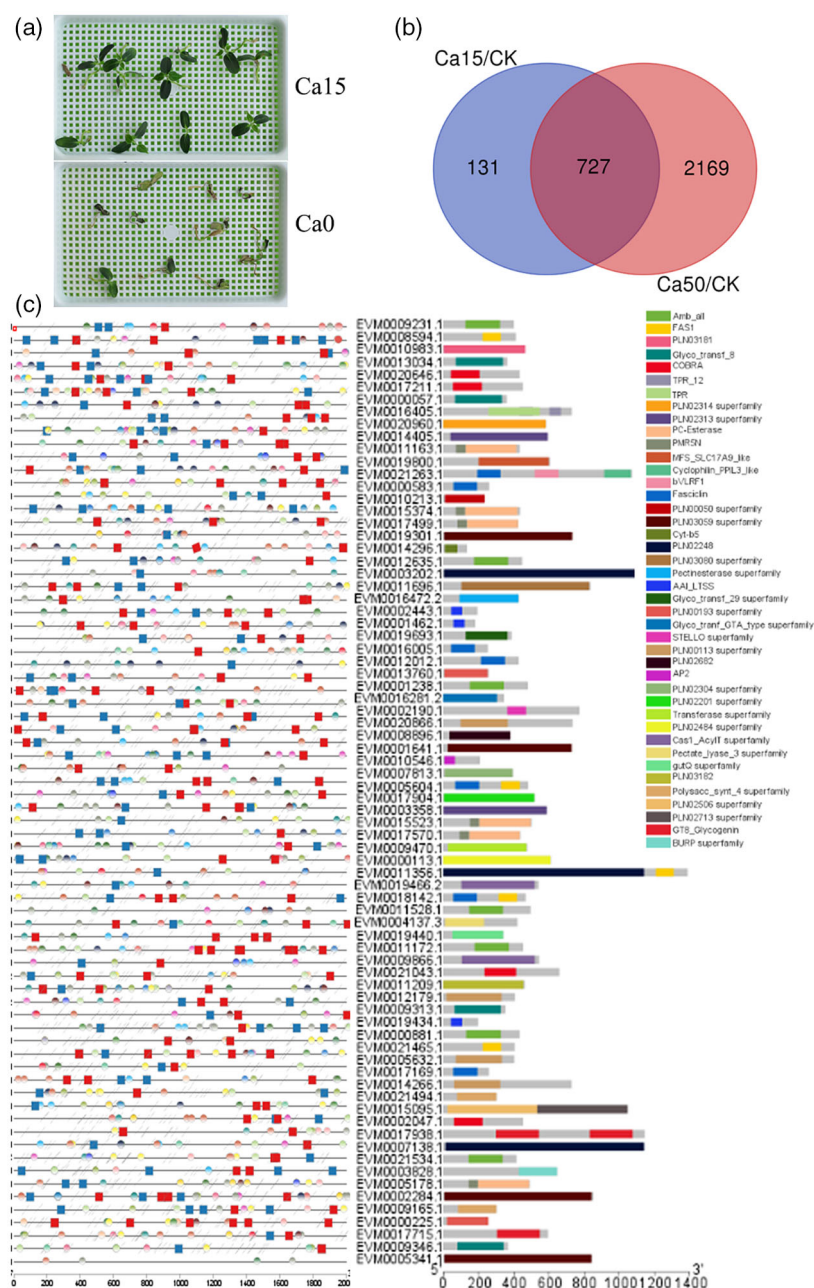 (a)
Ca15
Ca0
(b)
Ca15/CK
131
727
2169
Ca50/CK
(c)
EVM0009231.1
EVM0008594.1
EVM0010983.1
EVM0013034.1
EVM0020646.1
EVM0017211.1
EVM0000057.1
EVM0016405.1
EVM0020960.1
EVM0014405.1
EVM0011163.1
EVM0019800.1
EVM0021263.1
EVM0000583.1
EVM0010213.1
EVM0015374.1
EVM0017499.1
EVM0019301.1
EVM0014296.1
EVM0012635.1
EVM0003202.1
EVM0011696.1
EVM0016472.2
EVM0002443.1
EVM0001462.1
EVM0019693.1
EVM0016005.1
EVM0012012.1
EVM0013760.1
EVM0001238.1
EVM0016281.2
EVM0002190.1
EVM0020866.1
EVM0008896.1
EVM0001641.1
EVM0010546.1
EVM0007813.1
EVM0005604.1
EVM0017904.1
EVM0003358.1
EVM0015523.1
EVM0017570.1
EVM0009470.1
EVM0000113.1
EVM0011356.1
EVM0019466.2
EVM0018142.1
EVM0011528.1
EVM0004137.3
EVM0019440.1
EVM0011172.1
EVM0009866.1
EVM0021043.1
EVM0011209.1
EVM0012179.1
EVM0009313.1
EVM0019434.1
EVM0000881.1
EVM0021465.1
EVM0005632.1
EVM0017169.1
EVM0014266.1
EVM0021494.1
EVM0015095.1
EVM0002047.1
EVM0017938.1
EVM0007138.1
EVM0021534.1
EVM0003828.1
EVM0005178.1
EVM0002284.1
EVM0009165.1
EVM0000225.1
EVM0017715.1
EVM0009346.1
EVM0005341.1
Amb_all
FAS1
PLN03181
Glyco_transf_8
COBRA
TPR_12
TPR
PLN02314 superfamily
PLN02313 superfamily
PC-Esterase
PMR5N
MFS_SLC17A9_like
Cyclophilin_PPIL3_like
bVLRF1
Fasciclin
PLN00050 superfamily
PLN03059 superfamily
Cyt-b5
PLN02248
PLN03080 superfamily
Pectinesterase superfamily
AAI_LTSS
Glyco_transf_29 superfamily
PLN00193 superfamily
Glyco_tranf_GTA_type superfamily
STELLO superfamily
PLN00113 superfamily
PLN02682
AP2
PLN02304 superfamily
PLN02201 superfamily
Transferase superfamily
PLN02484 superfamily
Cas1_AcylT superfamily
Pectate_lyase_3 superfamily
gutQ superfamily
PLN03182
Polysacc_synt_4 superfamily
PLN02506 superfamily
PLN02713 superfamily
GT8_Glycogenin
BURP superfamily
0 200 400 600 800 1000 1200 1400 1600 1800 200
5' 3'
0 200 400 600 800 1000 1200 1400